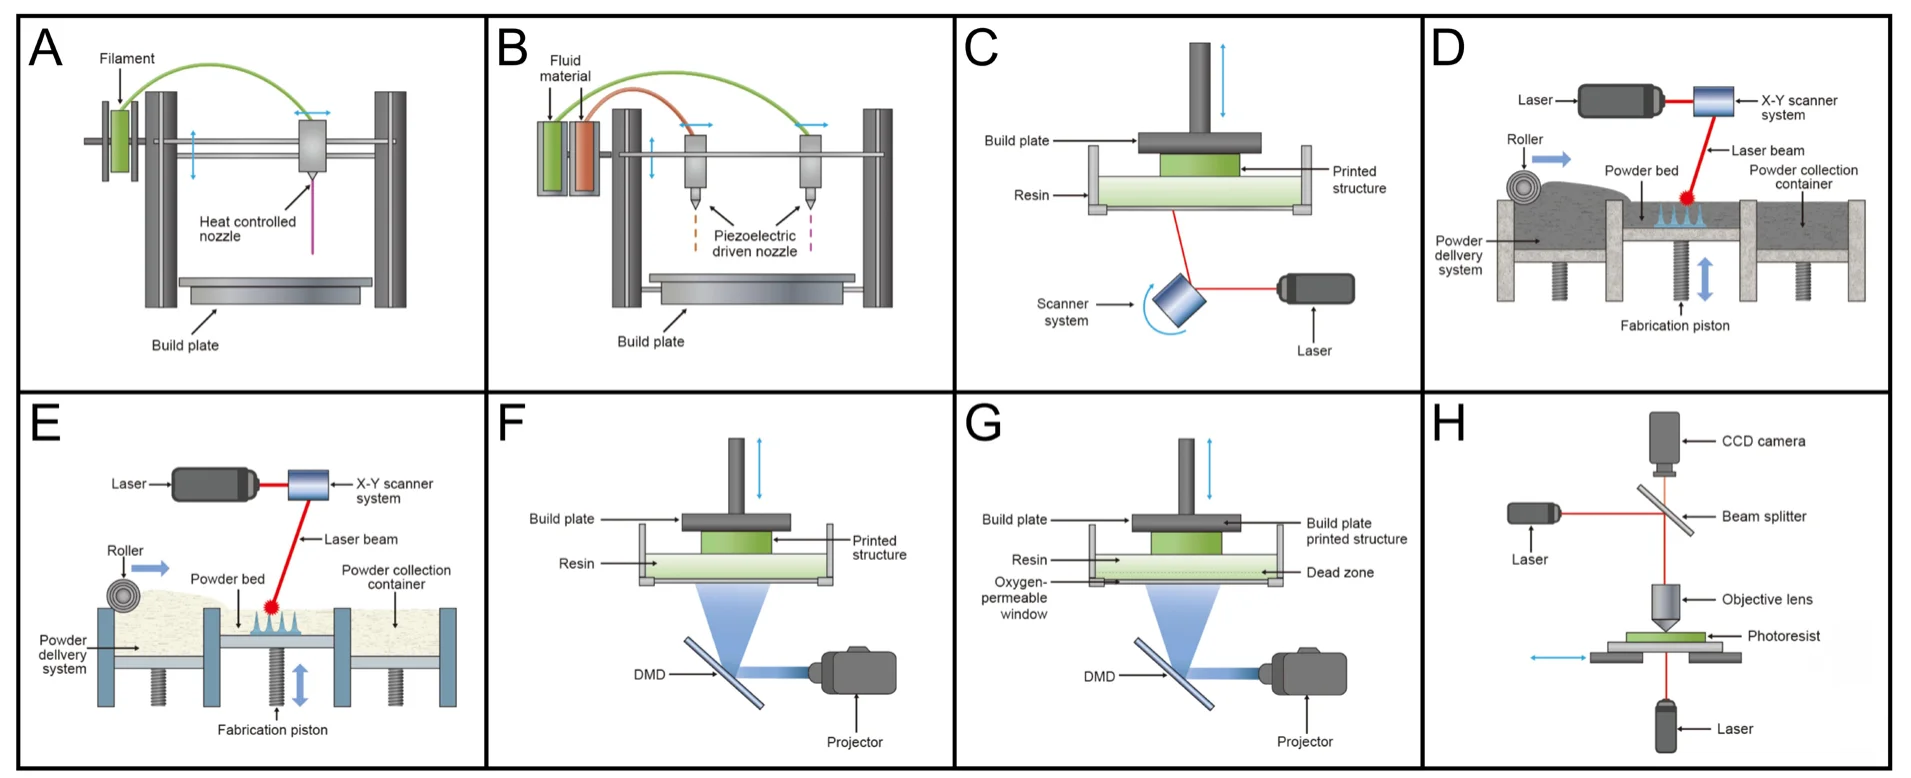 A
Filament
Heat controlled
nozzle
Build plate
B
Fluid
material
Piezoelectric
driven nozzle
Build plate
C
Build plate
Resin
Printed
structure
Scanner
system
Laser
D
Laser
X-Y scanner
system
Roller
Laser beam
Powder bed
Powder collection
container
Powder
dellvery
system
Fabrication piston
E
Laser
X-Y scanner
system
Laser beam
Roller
Powder bed
Powder collection
container
Powder
dellvery
system
Fabrication piston
F
Build plate
Printed
structure
Resin
DMD
Projector
G
Build plate
Build plate
printed structure
Resin
Dead zone
Oxygen-
permeable
window
DMD
Projector
H
CCD camera
Beam splitter
Laser
Objective lens
Photoresist
Laser